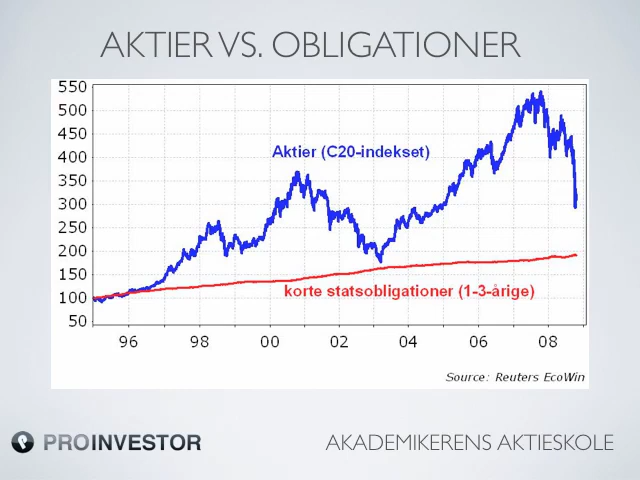 AKTIER VS. OBLIGATIONER
550
500
450
400
350
300
250
200
150
100
50
Aktier (C20-indekset)
korte statsobligationer (1-3-årige)
96 98 00 02 04 06 08
Source: Reuters EcoWin
PROINVESTOR
AKADEMIKERENS AKTIESKOLE